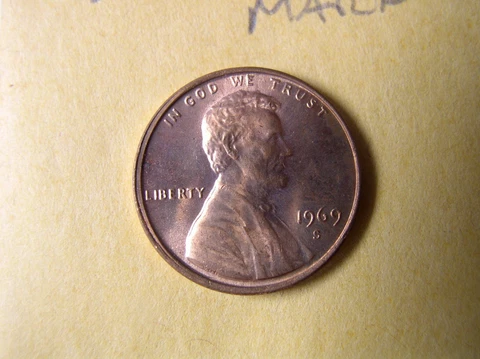 IN GOD WE TRUST
LIBERTY
1969
S